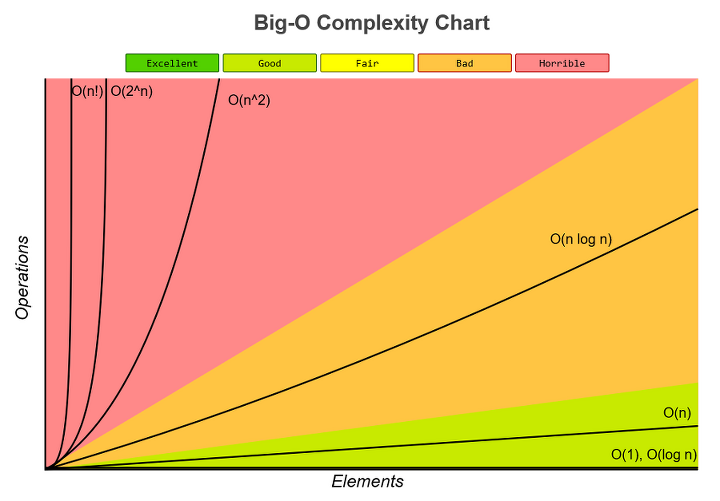 Big-O Complexity Chart
Excellent Good Fair Bad Horrible
O(n!) O(2^n)
O(n^2)
O(n log n)
O(n)
O(1), O(log n)
Operations
Elements